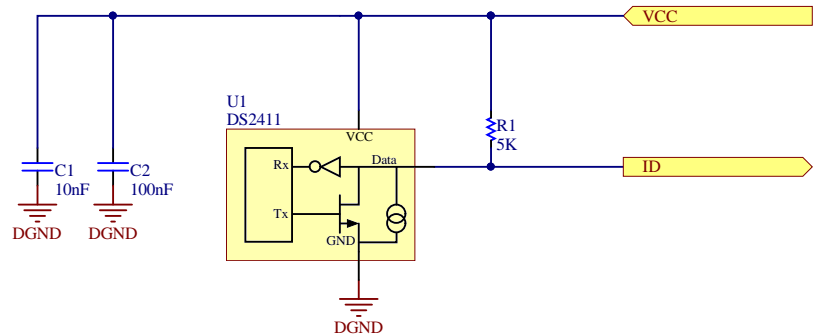 VCC
U1
DS2411
VCC
R1
5K
Rx
Data
ID
C1
10nF
C2
100nF
Tx
GND
DGND
DGND
DGND